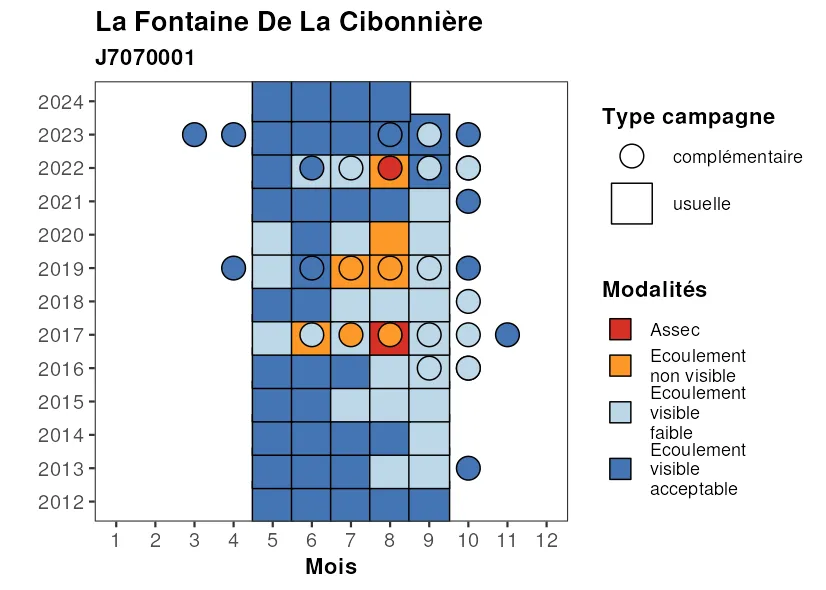 La Fontaine De La Cibonnière
J7070001
2024
2023
2022
2021
2020
2019
2018
2017
2016
2015
2014
2013
2012
1 2 3 4 5 6 7 8 9 10 11 12
Mois
Type campagne
complémentaire
usuelle
Modalités
Assec
Ecoulement
non visible
Ecoulement
visible
faible
Ecoulement
visible
acceptable